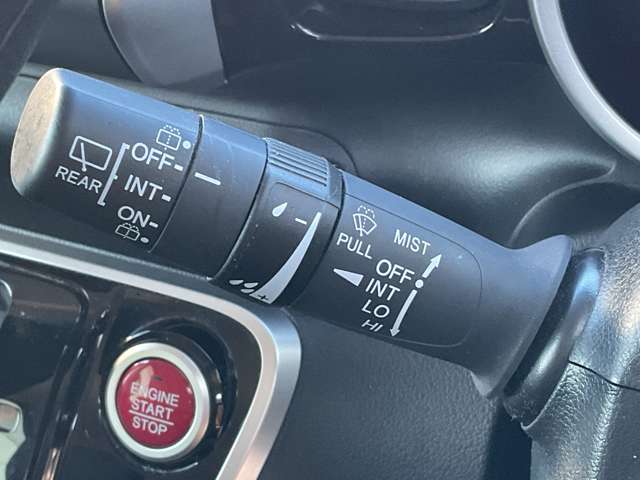 REAR
OFF
INT
ON
PULL
MIST
OFF
INT
LO
HI
ENGINE
START
STOP